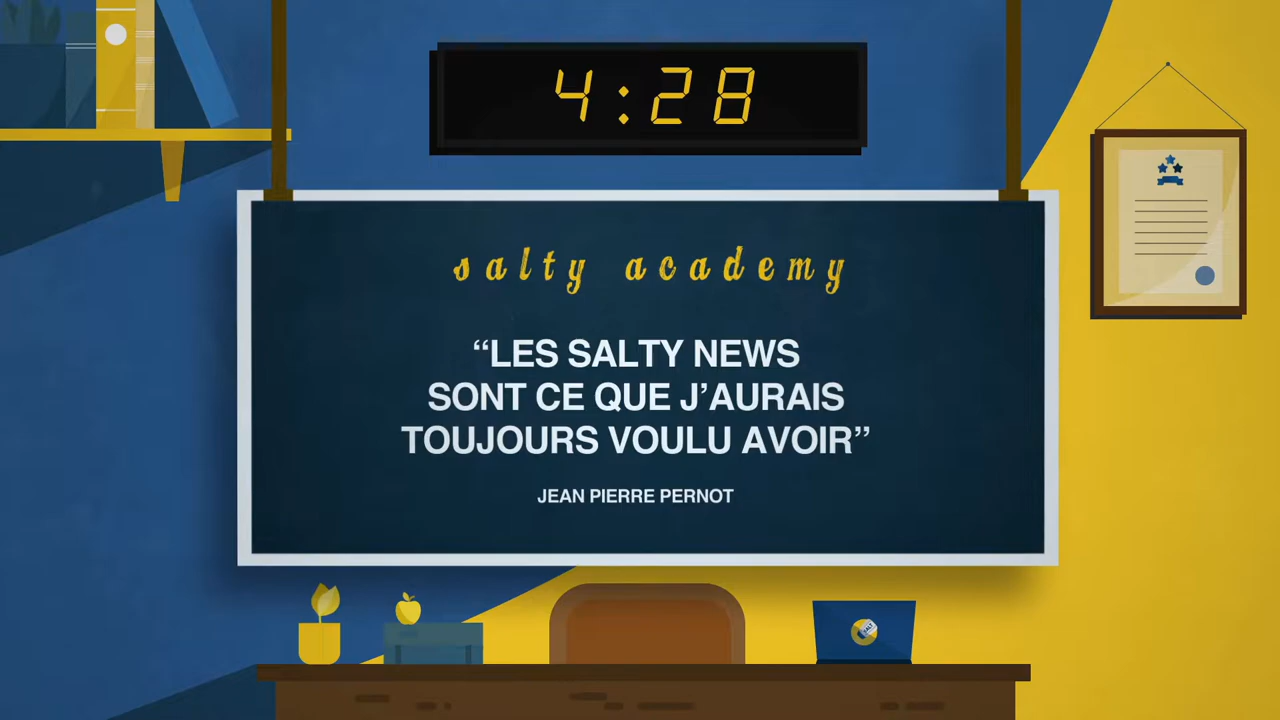 4:28
salty academy
“LES SALTY NEWS
SONT CE QUE J’AURAIS
TOUJOURS VOULU AVOIR”
JEAN PIERRE PERNOT